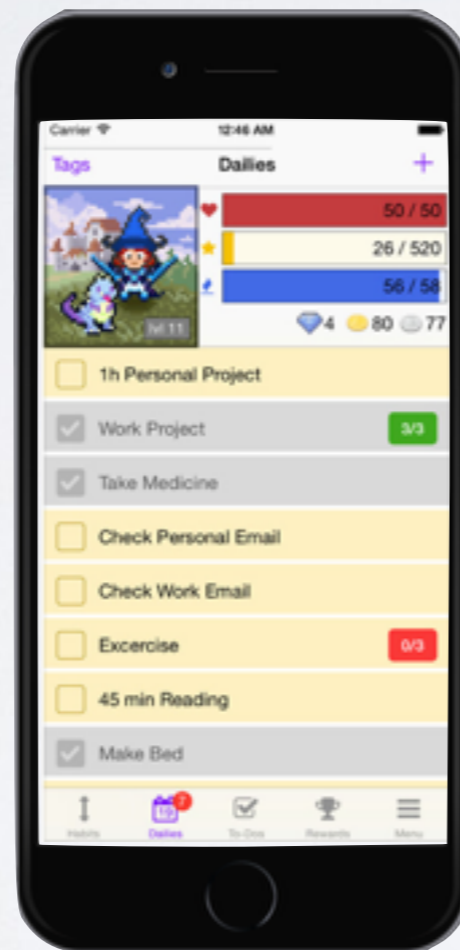 Carrier 12:46 AM
Tags Dailies +
50 / 50
26 / 520
56 / 58
lvl 11
4 80 77
1h Personal Project
Work Project 3/3
Take Medicine
Check Personal Email
Check Work Email
Excercise 0/3
45 min Reading
Make Bed
7
Habits Dailies To-Dos Rewards Menu